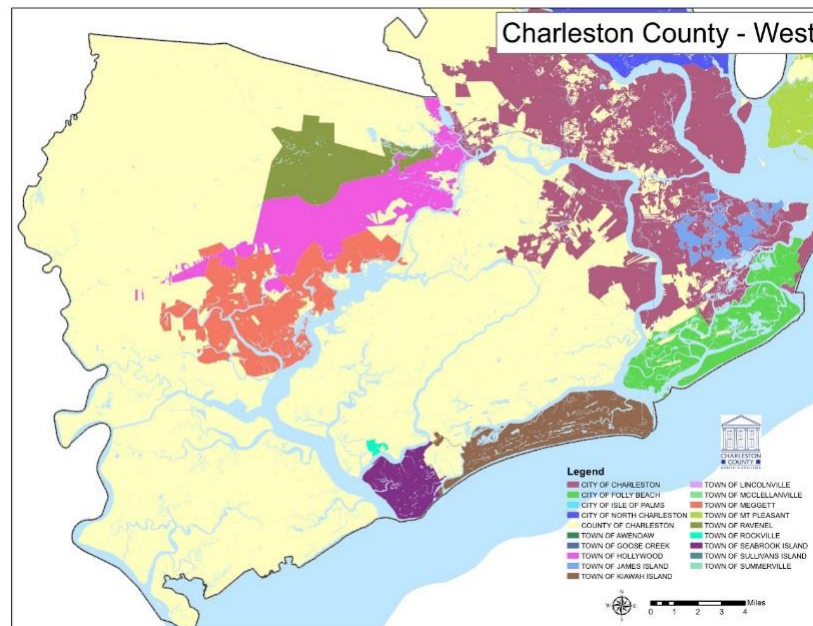 Charleston County - West
CHARLESTON
COUNTY
Legend
CITY OF CHARLESTON
CITY OF FOLLY BEACH
CITY OF ISLE OF PALMS
CITY OF NORTH CHARLESTON
COUNTY OF CHARLESTON
TOWN OF AWENDAW
TOWN OF GOOSE CREEK
TOWN OF HOLLYWOOD
TOWN OF JAMES ISLAND
TOWN OF KIAWAH ISLAND
TOWN OF LINCOLNVILLE
TOWN OF MCCLELLANVILLE
TOWN OF MEGGETT
TOWN OF MT PLEASANT
TOWN OF RAVENEL
TOWN OF ROCKVILLE
TOWN OF SEABROOK ISLAND
TOWN OF SULLIVANS ISLAND
TOWN OF SUMMERVILLE
N
W E
S
Miles
0 1 2 3 4